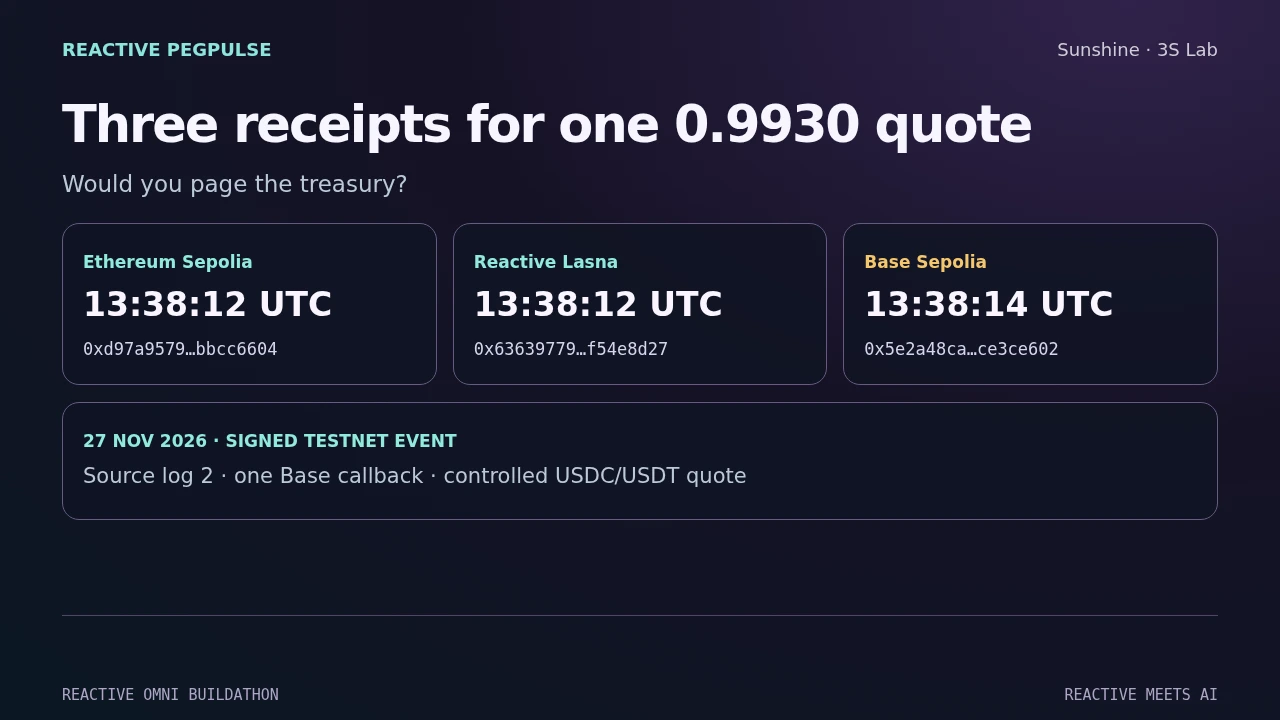 REACTIVE PEGPULSE
Sunshine · 3S Lab
Three receipts for one 0.9930 quote
Would you page the treasury?
Ethereum Sepolia
13:38:12 UTC
0xd97a9579…bbcc6604
Reactive Lasna
13:38:12 UTC
0x63639779…f54e8d27
Base Sepolia
13:38:14 UTC
0x5e2a48ca…ce3ce602
27 NOV 2026 · SIGNED TESTNET EVENT
Source log 2 · one Base callback · controlled USDC/USDT quote
REACTIVE OMNI BUILDATHON
REACTIVE MEETS AI